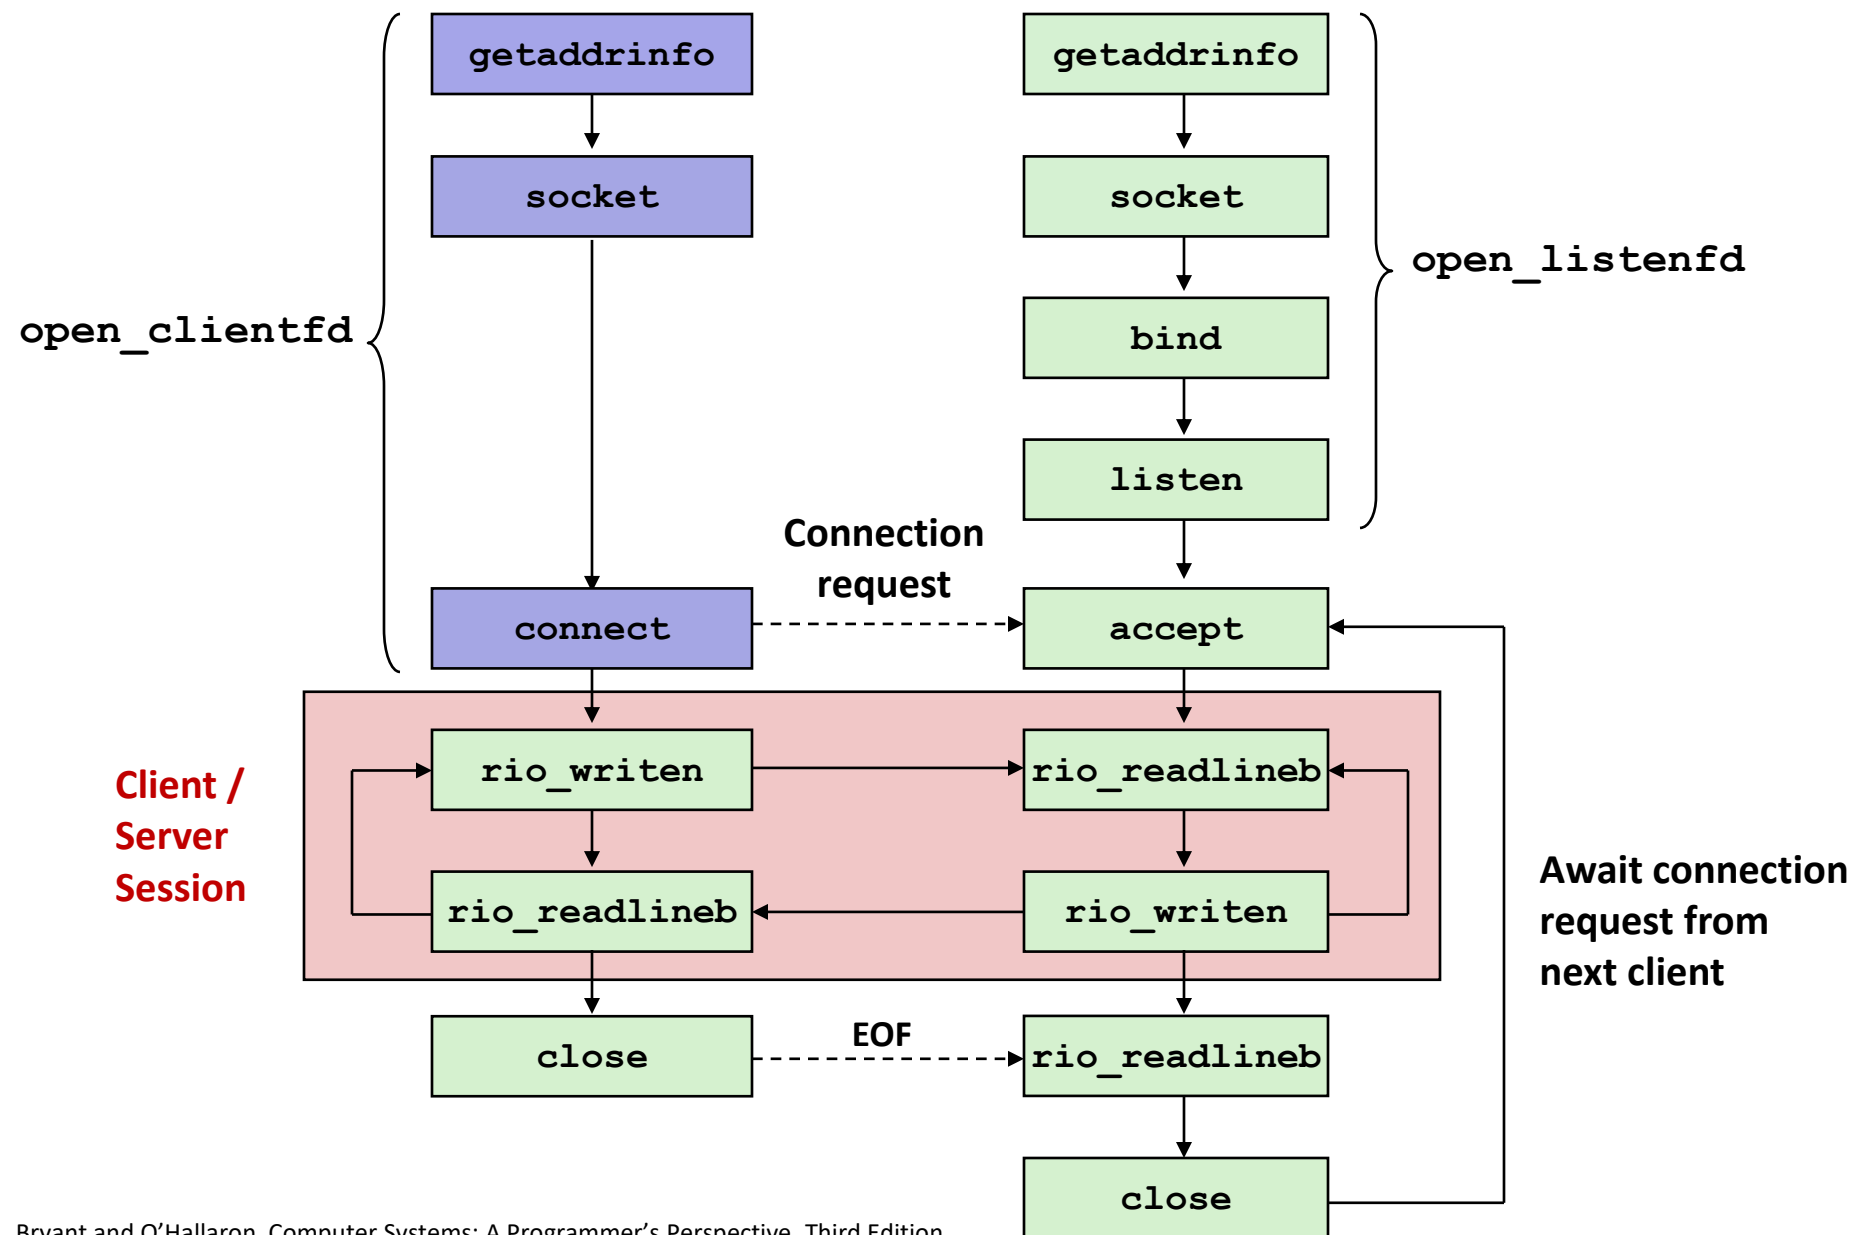 getaddrinfo
getaddrinfo
socket
socket
open_listenfd
open_clientfd
bind
listen
Connection
request
connect
accept
Client /
Server
Session
rio_writen
rio_readlineb
rio_readlineb
rio_writen
Await connection
request from
next client
close
EOF
rio_readlineb
close
Bryant and O'Hallaron, Computer Systems: A Programmer's Perspective, Third Edition